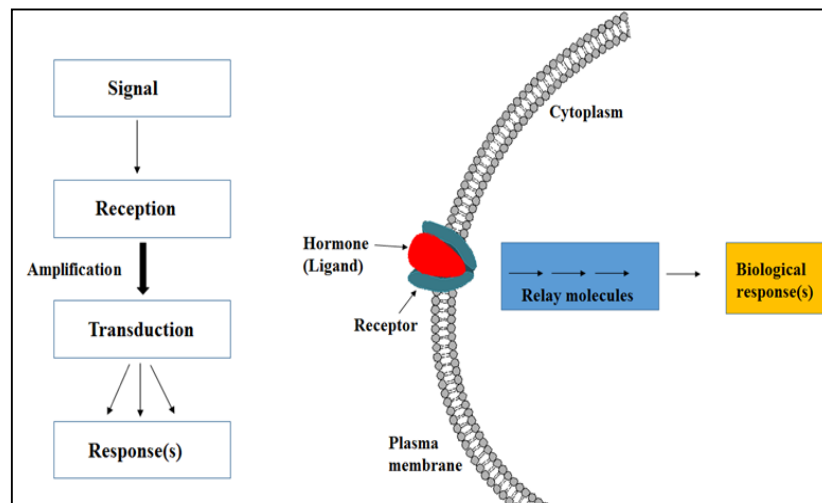 Signal
Reception
Amplification
Transduction
Response(s)
Cytoplasm
Hormone
(Ligand)
Receptor
Relay molecules
Biological
response(s)
Plasma
membrane